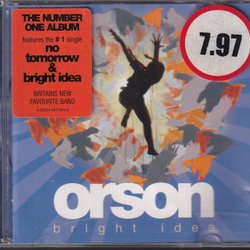 THE NUMBER
ONE ALBUM
features the # 1 single
no
tomorrow
&
bright idea
BRITAINS NEW
FAVOURITE BAND
7.97
orson
bright idea